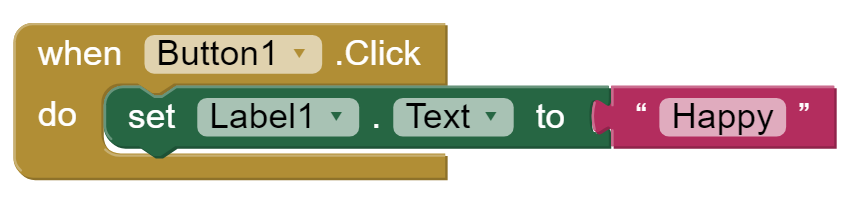 when Button1 .Click
do set Label1 . Text to “ Happy ”